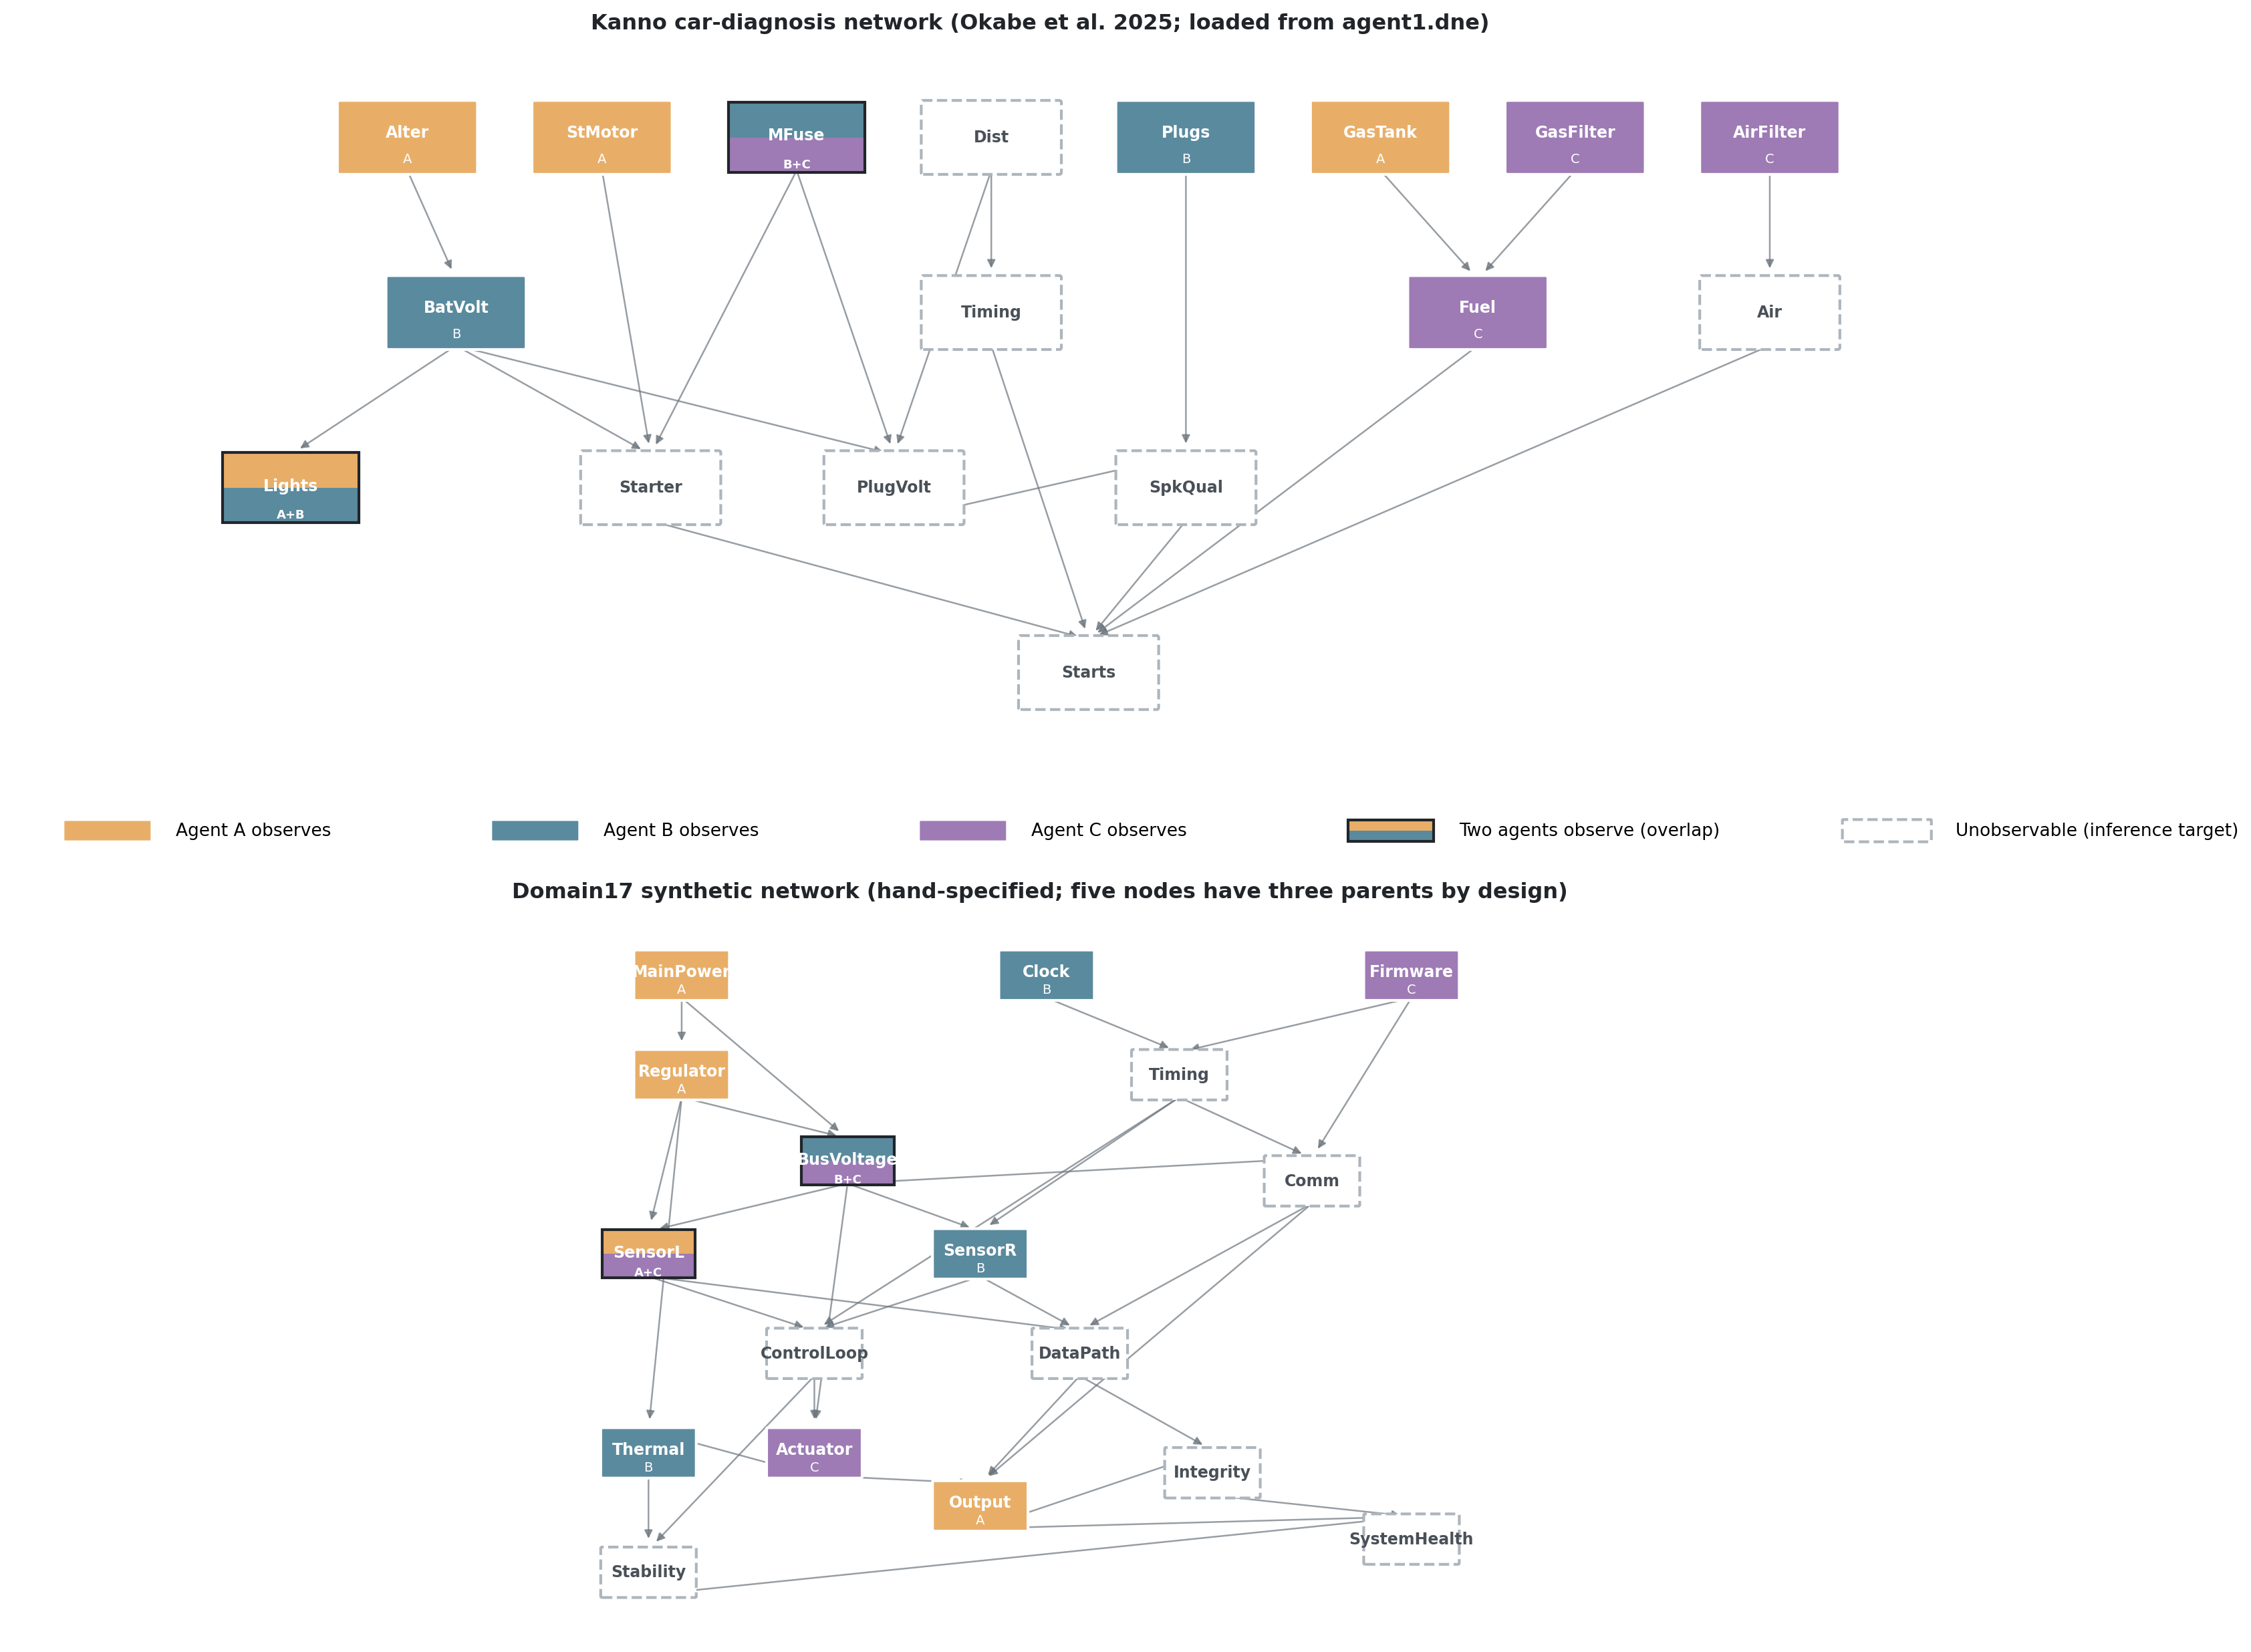 Kanno car-diagnosis network (Okabe et al. 2025; loaded from agent1.dne)
Alter
A
StMotor
A
MFuse
B+C
Dist
Plugs
B
GasTank
A
GasFilter
C
AirFilter
C
BatVolt
B
Timing
Fuel
C
Air
Lights
A+B
Starter
PlugVolt
SpkQual
Starts
Agent A observes
Agent B observes
Agent C observes
Two agents observe (overlap)
Unobservable (inference target)
Domain17 synthetic network (hand-specified; five nodes have three parents by design)
MainPower
A
Clock
B
Firmware
C
Regulator
A
Timing
BusVoltage
B+C
Comm
SensorL
A+C
SensorR
B
ControlLoop
DataPath
Thermal
B
Actuator
C
Integrity
Output
A
SystemHealth
Stability